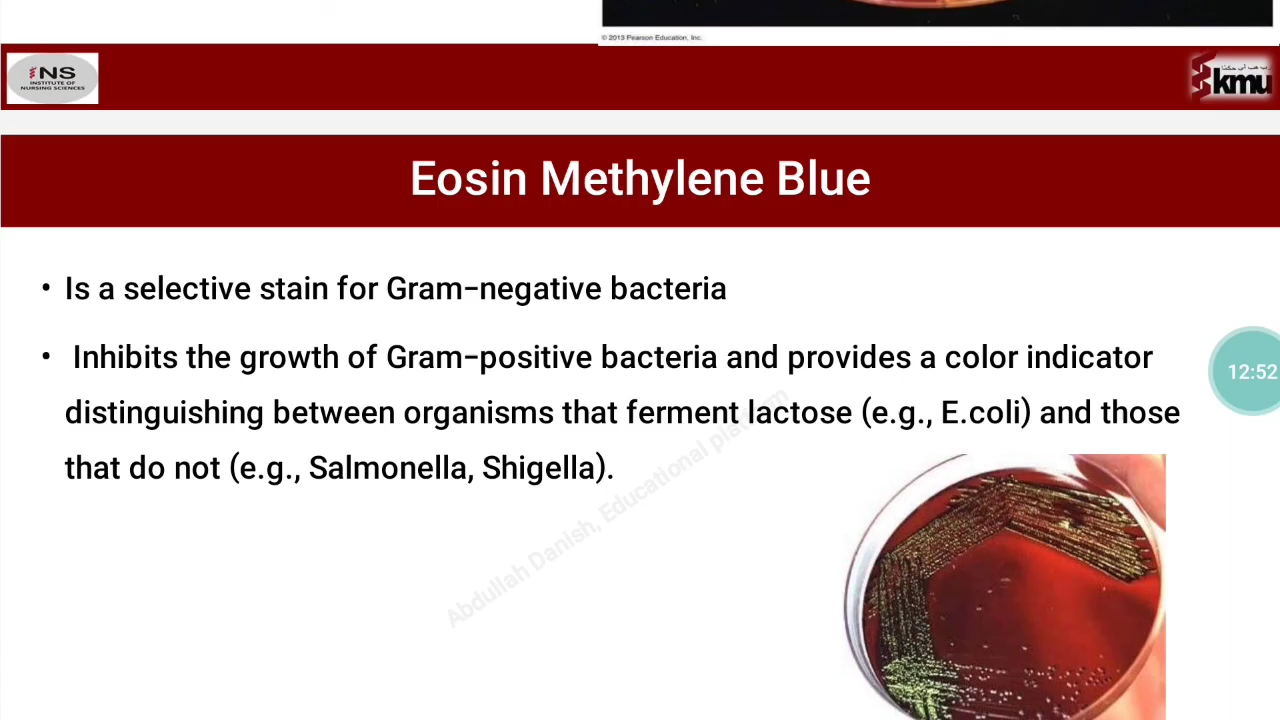 © 2013 Pearson Education, Inc.
iNS
INSTITUTE OF
NURSING SCIENCES
kmu
Eosin Methylene Blue
• Is a selective stain for Gram-negative bacteria
• Inhibits the growth of Gram-positive bacteria and provides a color indicator
distinguishing between organisms that ferment lactose (e.g., E.coli) and those
that do not (e.g., Salmonella, Shigella).
12:52
Abdullah Danish, Educational platform